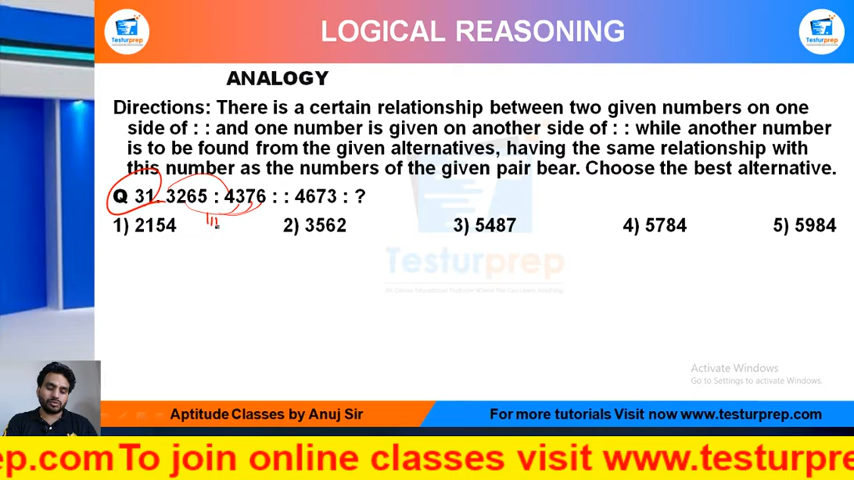 Testurprep
LOGICAL REASONING
Testurprep
ANALOGY
Directions: There is a certain relationship between two given numbers on one
side of : : and one number is given on another side of : : while another number
is to be found from the given alternatives, having the same relationship with
this number as the numbers of the given pair bear. Choose the best alternative.
Q 31. 3265 : 4376 : : 4673 : ?
1) 2154 2) 3562 3) 5487 4) 5784 5) 5984
Testurprep
Activate Windows
Go to Settings to activate Windows.
Aptitude Classes by Anuj Sir For more tutorials Visit now www.testurprep.com
ep.com To join online classes visit www.testurpre